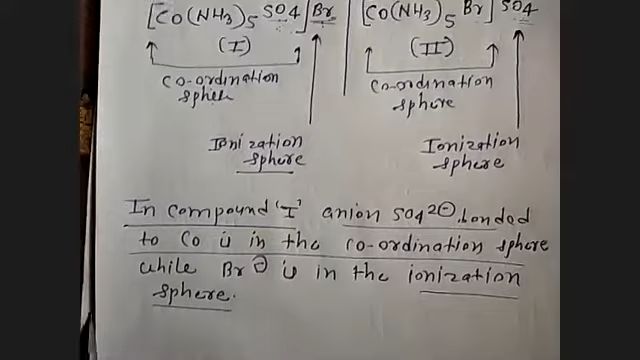 [Co(NH3)5 SO4] Br [Co(NH3)5 Br] SO4
(I) (II)
Co-ordination sphere Co-ordination sphere
Ionization sphere Ionization sphere
In compound 'I' anion SO4 2⊖ bonded
to Co is in the co-ordination sphere
while Br⊖ is in the ionization
sphere.